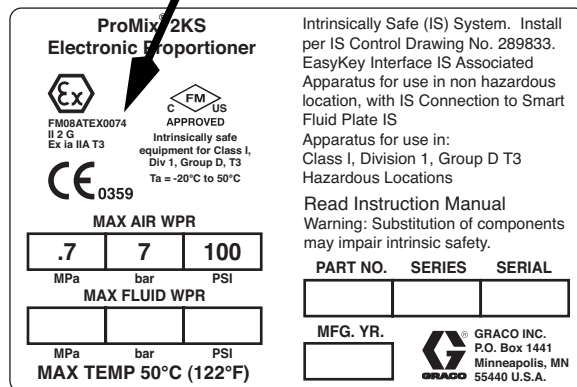 ProMix® 2KS
Electronic Proportioner
Ex
FM08ATEX0074
II 2 G
Ex ia IIA T3
CE 0359
C FM US
APPROVED
Intrinsically safe
equipment for Class I,
Div 1, Group D, T3
Ta = -20°C to 50°C
MAX AIR WPR
.7 7 100
MPa bar PSI
MAX FLUID WPR
MPa bar PSI
MAX TEMP 50°C (122°F)
Intrinsically Safe (IS) System. Install
per IS Control Drawing No. 289833.
EasyKey Interface IS Associated
Apparatus for use in non hazardous
location, with IS Connection to Smart
Fluid Plate IS
Apparatus for use in:
Class I, Division 1, Group D T3
Hazardous Locations
Read Instruction Manual
Warning: Substitution of components
may impair intrinsic safety.
PART NO. SERIES SERIAL
MFG. YR.
GRACO ®
GRACO INC.
P.O. Box 1441
Minneapolis, MN
55440 U.S.A.